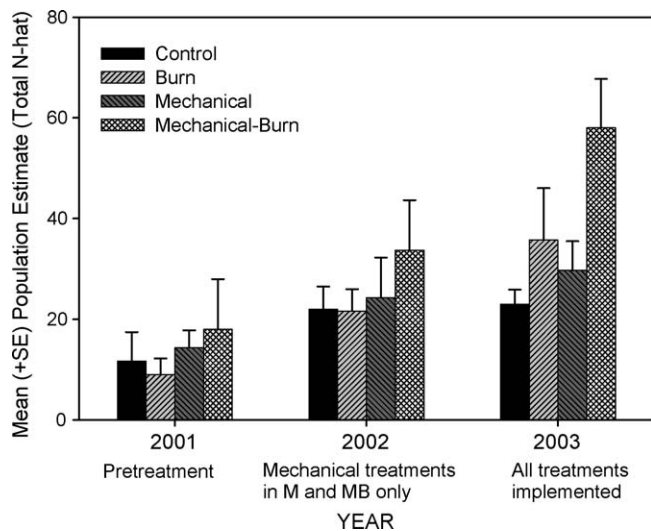 80
60
40
20
0
Mean (+SE) Population Estimate (Total N-hat)
Control
Burn
Mechanical
Mechanical-Burn
2001
2002
2003
Pretreatment
Mechanical treatments
in M and MB only
All treatments
implemented
YEAR